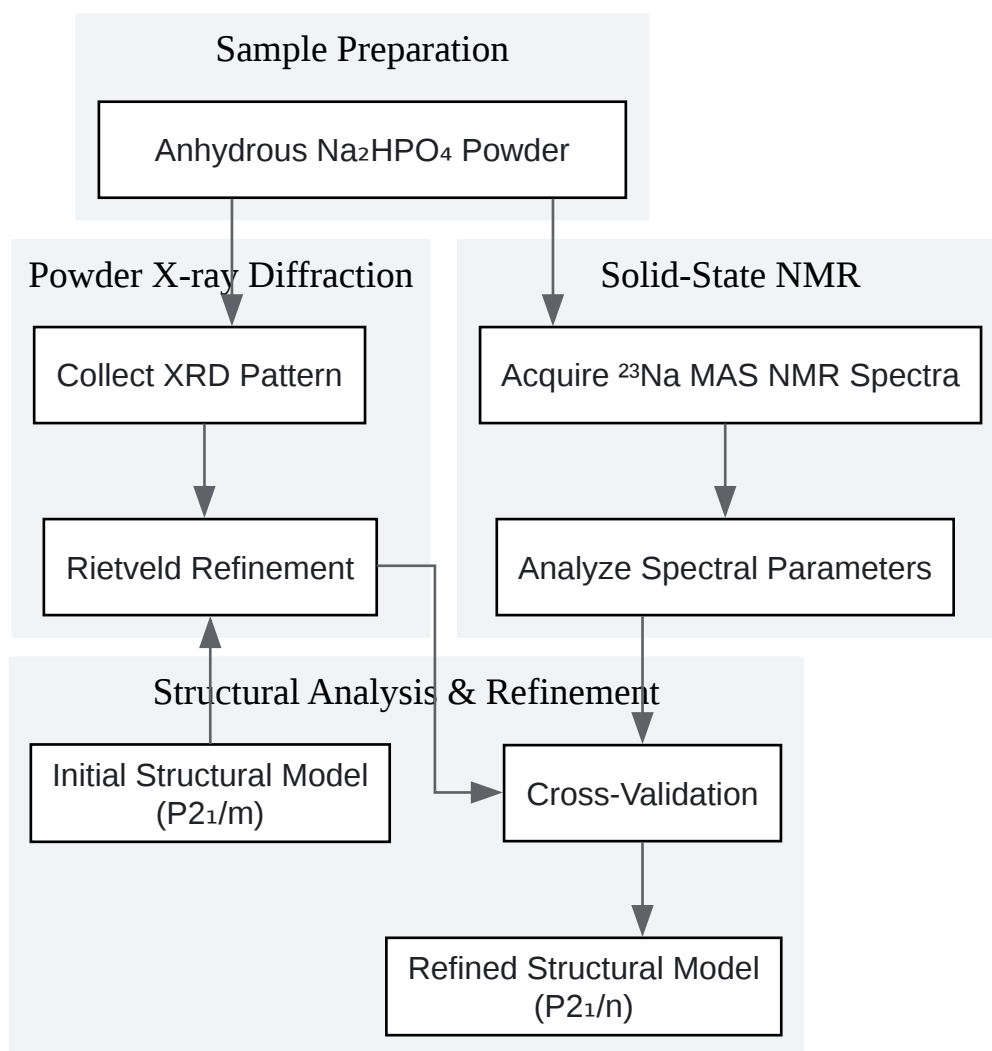 Sample Preparation
Anhydrous Na₂HPO₄ Powder
Powder X-ray Diffraction
Collect XRD Pattern
Rietveld Refinement
Solid-State NMR
Acquire ²³Na MAS NMR Spectra
Analyze Spectral Parameters
Structural Analysis & Refinement
Initial Structural Model
(P2₁/m)
Cross-Validation
Refined Structural Model
(P2₁/n)